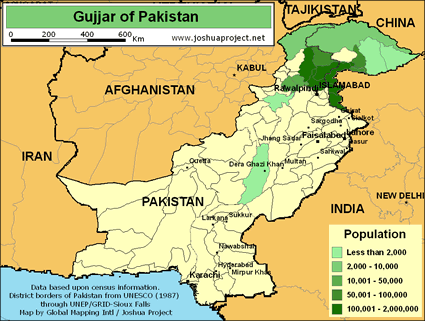 Gujjar of Pakistan
0 200 400 600
Km
www.joshuaproject.net
TAJIKISTAN
CHINA
KABUL
AFGHANISTAN
ISLAMABAD
Rawalpindi
Gujrat
Sialkot
Sargodha
Lahore
Faisalabad
Kasur
Jhang Sadar
Sahiwal
IRAN
Quetta
Dera Ghazi Khan
Multan
NEW DELHI
PAKISTAN
INDIA
Larkana
Sukkur
Nawabshah
Hyderabad
Karachi
Mirpur Khas
Population
Less than 2,000
2,000 - 10,000
10,001 - 50,000
50,001 - 100,000
100,001 - 2,000,000
Data based upon census information.
District borders of Pakistan from UNESCO (1987)
through UNEP/GRID-Sioux Falls
Map by Global Mapping Intl / Joshua Project